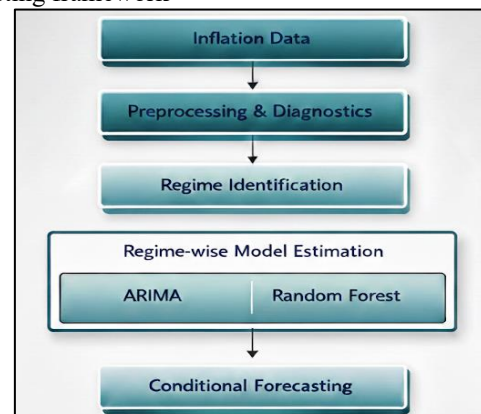 Inflation Data
Preprocessing & Diagnostics
Regime Identification
Regime-wise Model Estimation
ARIMA
Random Forest
Conditional Forecasting